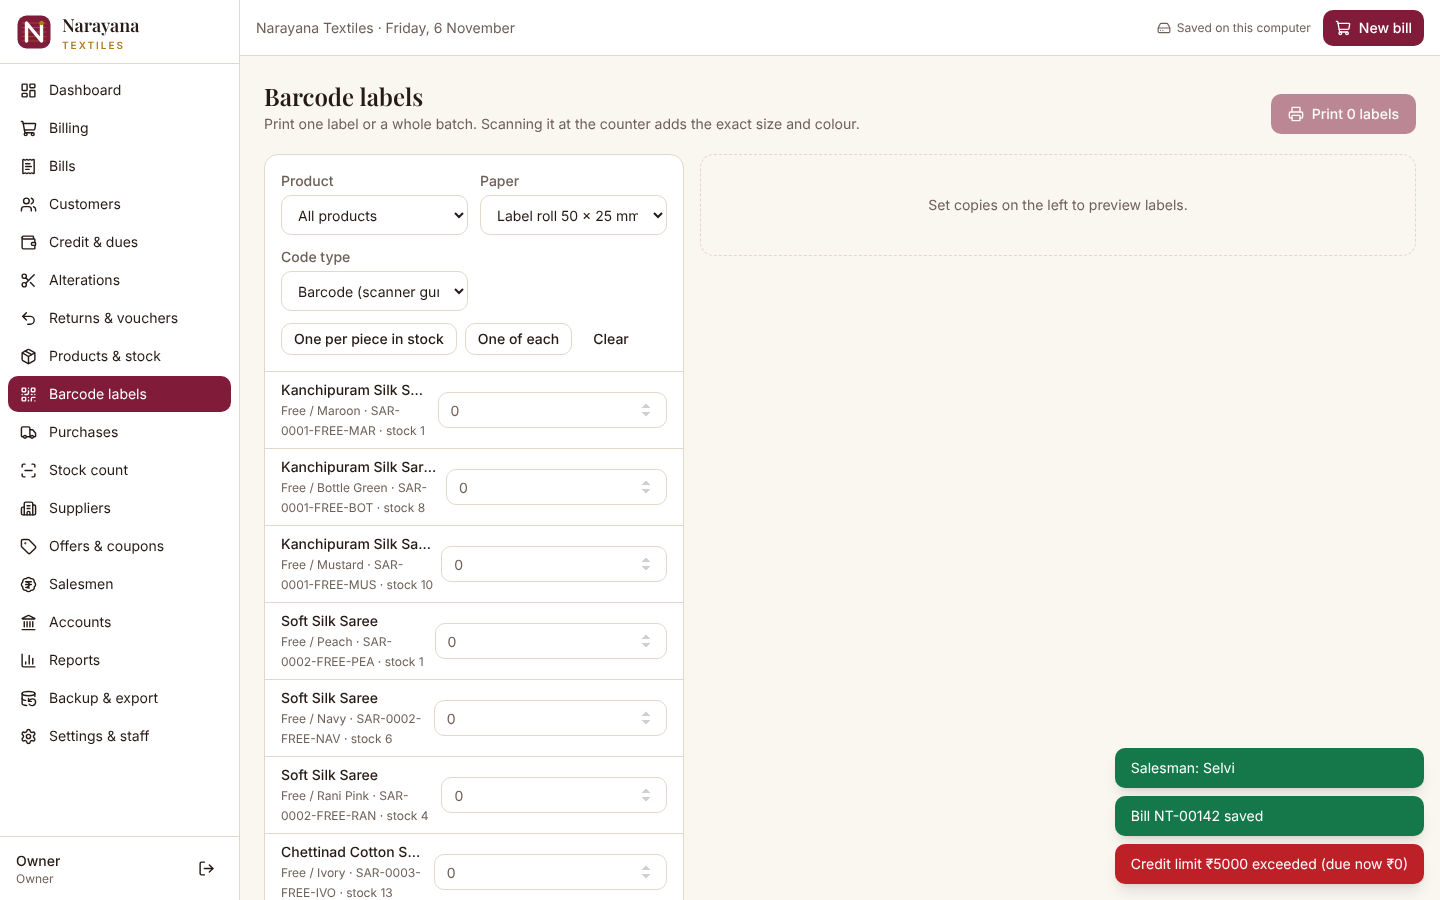 Narayana
TEXTILES
Narayana Textiles · Friday, 6 November
Saved on this computer
New bill
Dashboard
Billing
Bills
Customers
Credit & dues
Alterations
Returns & vouchers
Products & stock
Barcode labels
Purchases
Stock count
Suppliers
Offers & coupons
Salesmen
Accounts
Reports
Backup & export
Settings & staff
Owner
Owner
Barcode labels
Print one label or a whole batch. Scanning it at the counter adds the exact size and colour.
Print 0 labels
Product
Paper
All products
Label roll 50 × 25 mm
Code type
Barcode (scanner gu
One per piece in stock
One of each
Clear
Kanchipuram Silk S...
Free / Maroon · SAR-
0001-FREE-MAR · stock 1
0
Kanchipuram Silk Sar...
Free / Bottle Green · SAR-
0001-FREE-BOT · stock 8
0
Kanchipuram Silk Sa...
Free / Mustard · SAR-
0001-FREE-MUS · stock 10
0
Soft Silk Saree
Free / Peach · SAR-
0002-FREE-PEA · stock 1
0
Soft Silk Saree
Free / Navy · SAR-0002-
FREE-NAV · stock 6
0
Soft Silk Saree
Free / Rani Pink · SAR-
0002-FREE-RAN · stock 4
0
Chettinad Cotton S...
Free / Ivory · SAR-0003-
FREE-IVO · stock 13
0
Set copies on the left to preview labels.
Salesman: Selvi
Bill NT-00142 saved
Credit limit ₹5000 exceeded (due now ₹0)